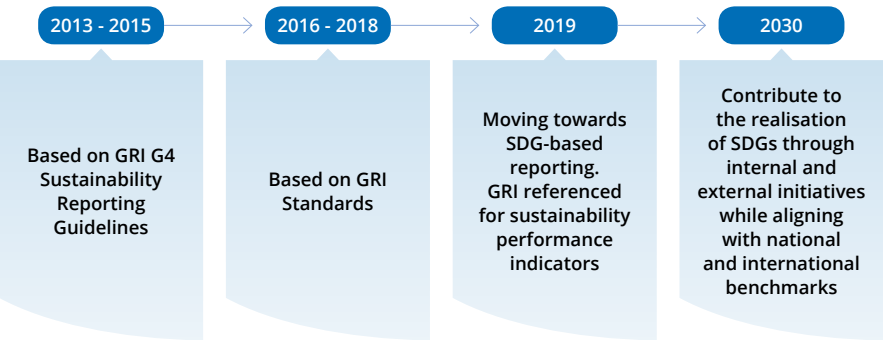 2013 - 2015
2016 - 2018
2019
2030
Based on GRI G4
Sustainability
Reporting
Guidelines
Based on GRI
Standards
Moving towards
SDG-based
reporting.
GRI referenced
for sustainability
performance
indicators
Contribute to
the realisation
of SDGs through
internal and
external initiatives
while aligning
with national
and international
benchmarks